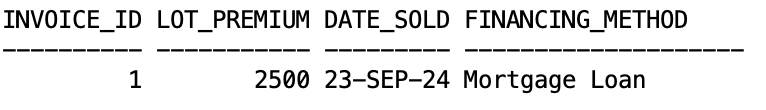 INVOICE_ID LOT_PREMIUM DATE_SOLD FINANCING_METHOD
---------- ----------- --------- --------------------
         1        2500 23-SEP-24 Mortgage Loan